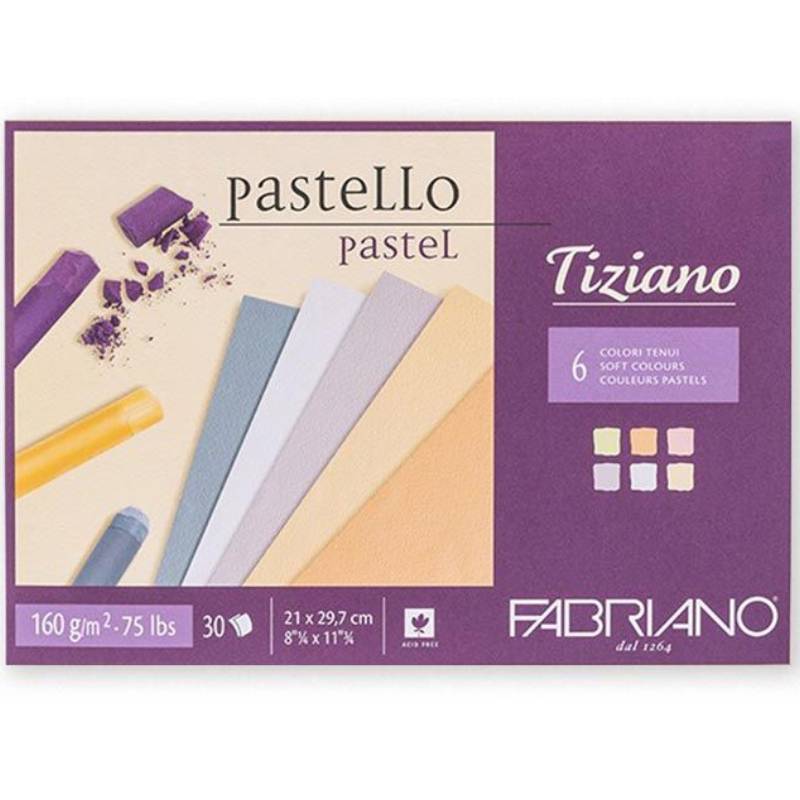 pasteLLo
pasteL
Tiziano
6
COLORI TENUI
SOFT COLOURS
COULEURS PASTELS
160 g/m² - 75 lbs
30
21 x 29,7 cm
8"¼ x 11"¾
ACID FREE
FABRIANO®
dal 1264